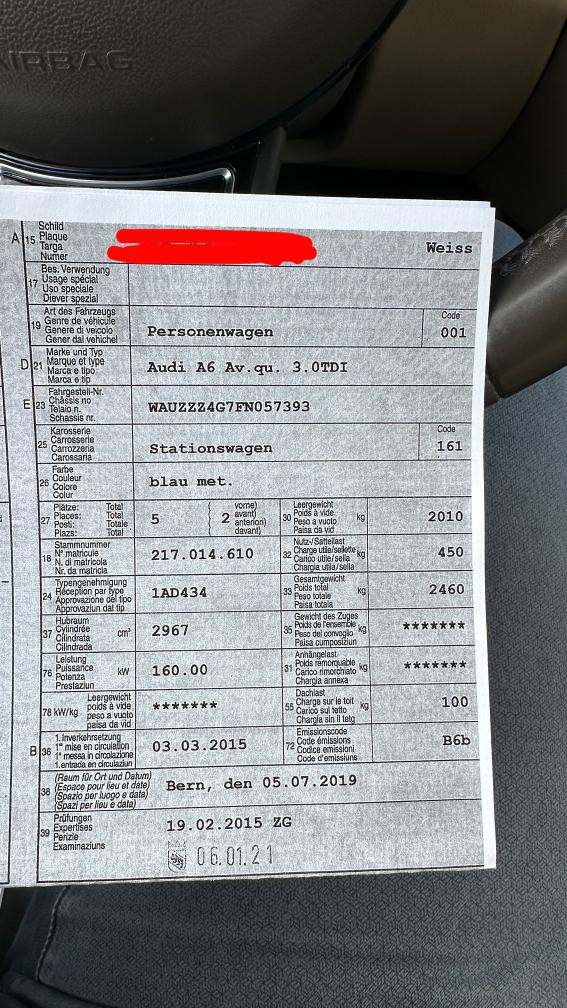 AIRBAG
A 15 Schild
Plaque
Targa
Numer
Weiss
17 Bes. Verwendung
Usage spécial
Uso speciale
Diever spezial
19 Art des Fahrzeugs
Genre de véhicule
Genere di veicolo
Gener dal vehichel
Personenwagen
Code
001
D 21 Marke und Typ
Marque et type
Marca e tipo
Marca e tip
Audi A6 Av.qu. 3.0TDI
E 23 Fahrgestell-Nr.
Châssis no
Telaio n.
Schassis nr.
WAUZZZ4G7FN057393
25 Karosserie
Carrosserie
Carrozzeria
Carossaria
Stationswagen
Code
161
26 Farbe
Couleur
Colore
Colur
blau met.
27 Plätze: Total
Places: Total
Posti: Totale
Plazs: Total
5
2
vorne)
avant)
anteriori)
davant)
30 Leergewicht
Poids à vide
Peso a vuoto
Paisa da vid
kg
2010
18 Stammnummer
N° matricule
N. di matricola
Nr. da matricla
217.014.610
32 Nutz-/Sattellast
Charge utile/sellette
Carico utile/sella
Chargia utila/sella
kg
450
24 Typengenehmigung
Réception par type
Approvazione del tipo
Approvaziun dal tip
1AD434
33 Gesamtgewicht
Poids total
Peso totale
Paisa totala
kg
2460
37 Hubraum
Cylindrée
Cilindrata
Cilindrada
cm³
2967
35 Gewicht des Zuges
Poids de l'ensemble
Peso del convoglio
Paisa cumposiziun
kg
*******
76 Leistung
Puissance
Potenza
Prestaziun
kW
160.00
31 Anhängelast
Poids remorquable
Carico rimorchiato
Chargia annexa
kg
*******
78 kW/kg
Leergewicht
poids à vide
peso a vuoto
paisa da vid
*******
55 Dachlast
Charge sur le toit
Carico sul tetto
Chargia sin il tetg
kg
100
B 36 1. Inverkehrsetzung
1re mise en circulation
1a messa in circolazione
1. entrada en circulaziun
03.03.2015
72 Emissionscode
Code émissions
Codice emissioni
Code d'emissiuns
B6b
38 (Raum für Ort und Datum)
(Espace pour lieu et date)
(Spazio per luogo e data)
(Spazi per lieu e data)
Bern, den 05.07.2019
39 Prüfungen
Expertises
Perizie
Examinaziuns
19.02.2015 ZG
06.01.21